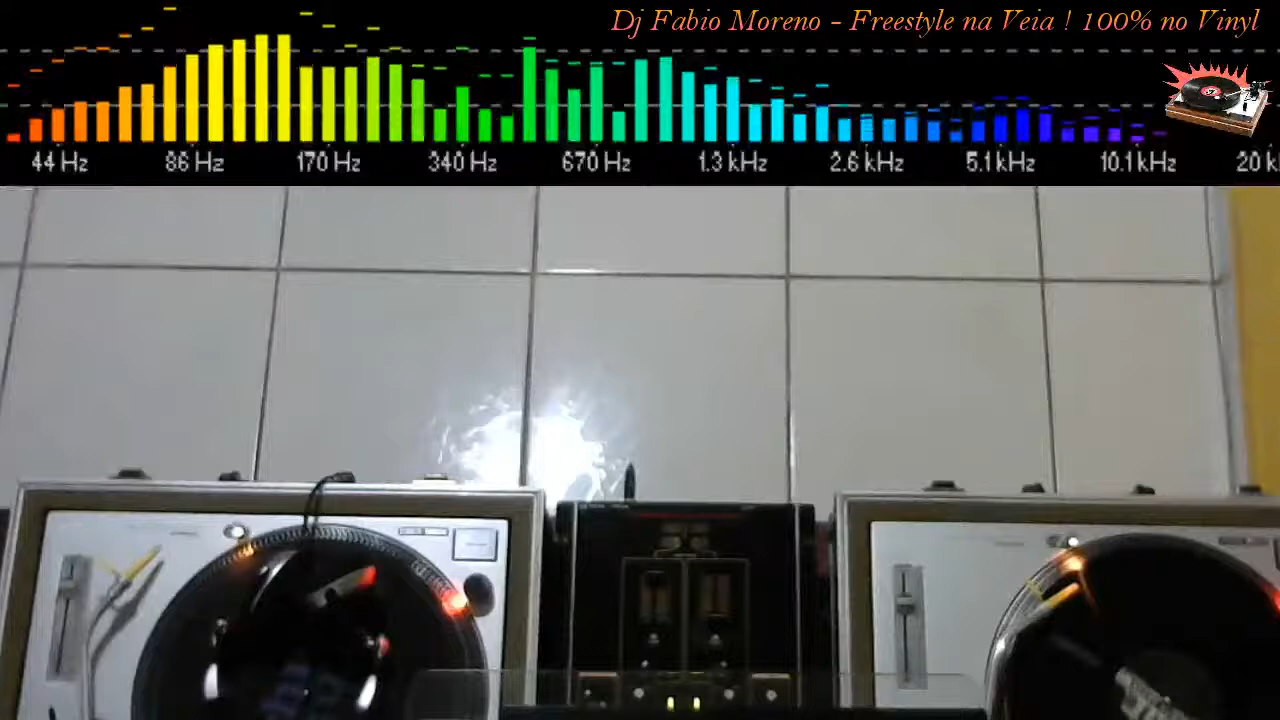 Dj Fabio Moreno - Freestyle na Veia ! 100% no Vinyl
44 Hz 86 Hz 170 Hz 340 Hz 670 Hz 1.3 kHz 2.6 kHz 5.1 kHz 10.1 kHz 20 k